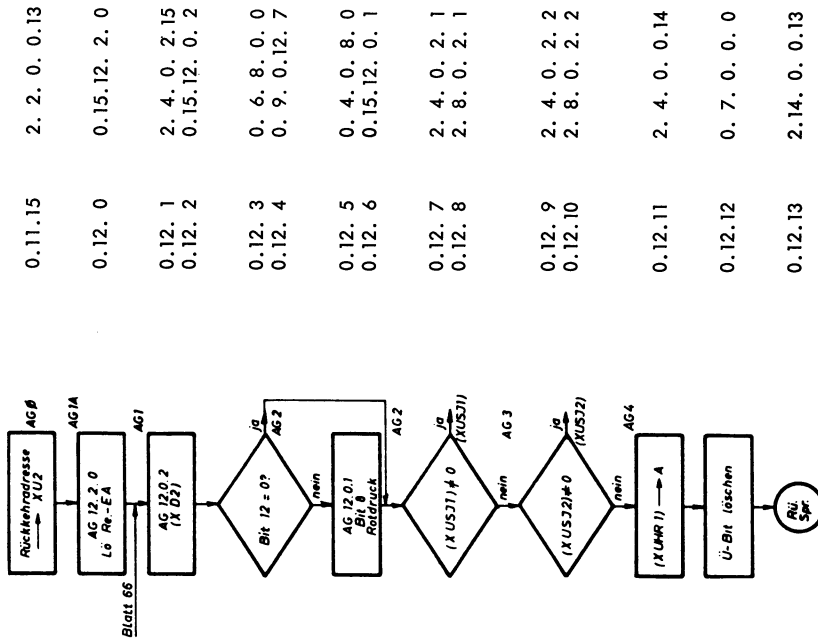 Rückkehradresse
→ XU2
AGØ
0.11.15 2. 2. 0. 0.13
AG1A
AG 12. 2. 0
Lö Re.-EA
0.12. 0 0.15.12. 2. 0
Blatt 66
AG1
AG 12.0.2
(X D2)
0.12. 1 2. 4. 0. 2.15
0.12. 2 0.15.12. 0. 2
Bit 12 = 0?
ja
AG2
nein
0.12. 3 0. 6. 8. 0. 0
0.12. 4 0. 9. 0.12. 7
AG 12.0.1
Bit 8
Rotdruck
0.12. 5 0. 4. 0. 8. 0
0.12. 6 0.15.12. 0. 1
AG2
(XUSJ1) ≠ 0
ja
(XUSJ1)
nein
0.12. 7 2. 4. 0. 2. 1
0.12. 8 2. 8. 0. 2. 1
AG 3
(XUSJ2)≠0
ja
(XUSJ2)
nein
0.12. 9 2. 4. 0. 2. 2
0.12.10 2. 8. 0. 2. 2
AG4
(XUHR 1) → A
0.12.11 2. 4. 0. 0.14
Ü-Bit löschen
0.12.12 0. 7. 0. 0. 0
Rü.
Spr.
0.12.13 2.14. 0. 0.13